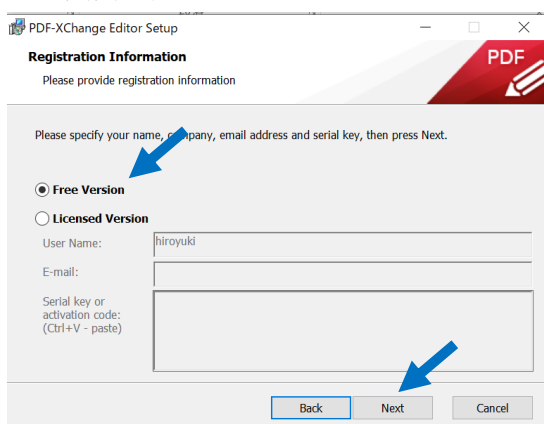 PDF-XChange Editor Setup
Registration Information
Please provide registration information
PDF
Please specify your name, company, email address and serial key, then press Next.
Free Version
Licensed Version
User Name:
hiroyuki
E-mail:
Serial key or
activation code:
(Ctrl+V - paste)
Back
Next
Cancel